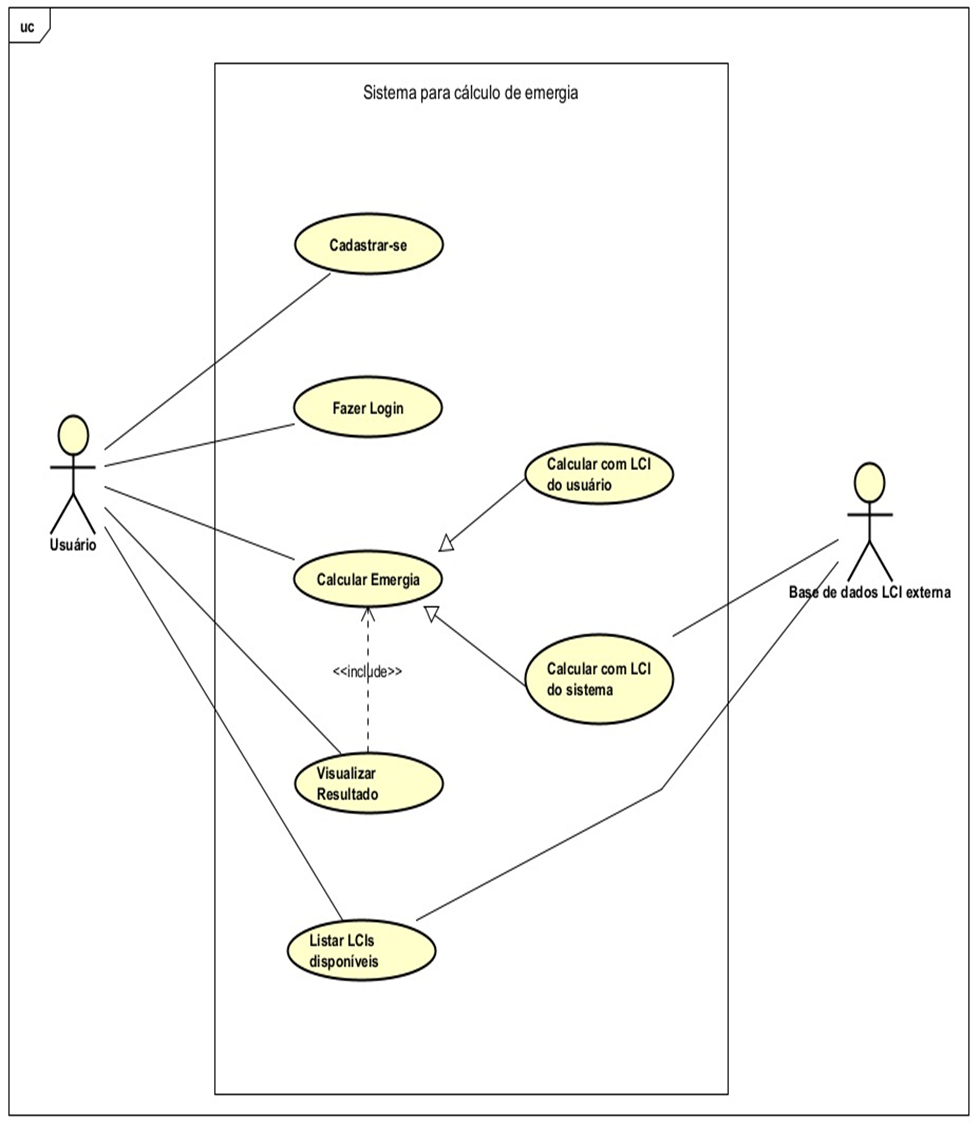 uc
Sistema para cálculo de emergia
Cadastrar-se
Fazer Login
Calcular com LCI
do usuário
Usuário
Calcular Emergia
Base de dados LCI externa
<<include>>
Calcular com LCI
do sistema
Visualizar
Resultado
Listar LCIs
disponíveis